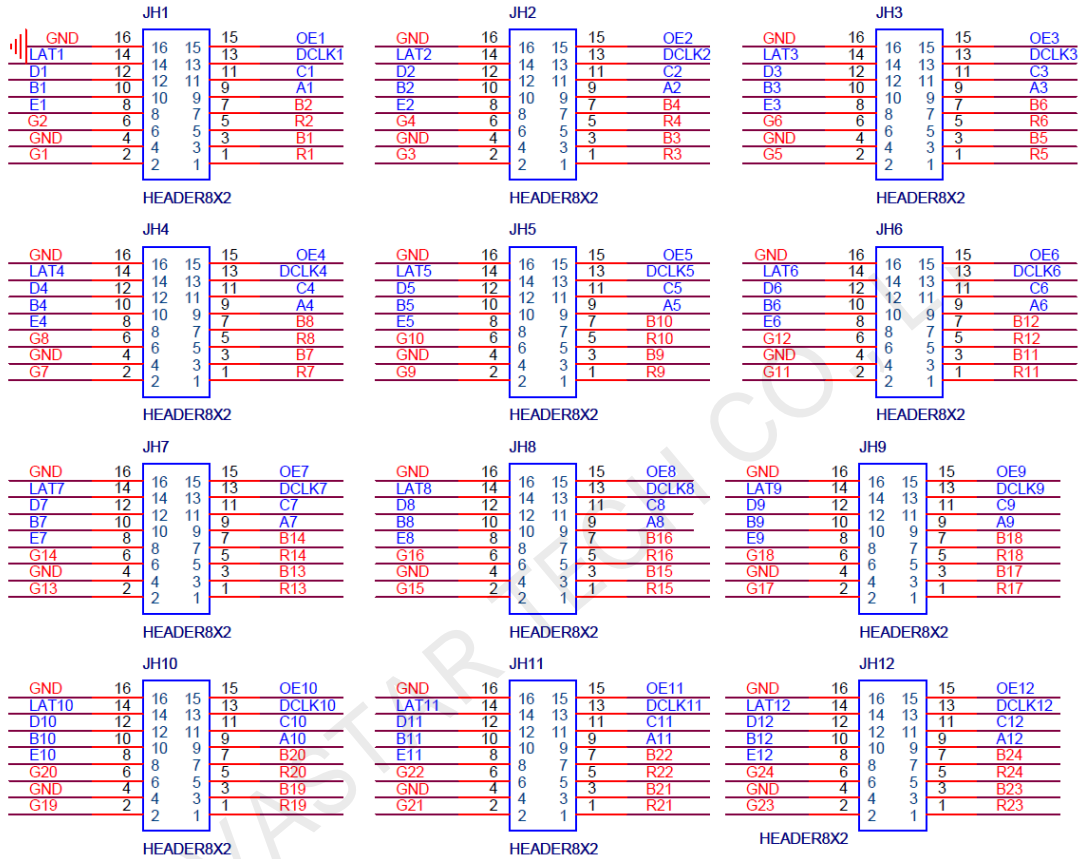 JH1 JH2 JH3
GND 16 16 15 15 OE1 GND 16 16 15 15 OE2 GND 16 16 15 15 OE3
LAT1 14 14 13 13 DCLK1 LAT2 14 14 13 13 DCLK2 LAT3 14 14 13 13 DCLK3
D1 12 12 11 11 C1 D2 12 12 11 11 C2 D3 12 12 11 11 C3
B1 10 10 9 9 A1 B2 10 10 9 9 A2 B3 10 10 9 9 A3
E1 8 8 7 7 B2 E2 8 8 7 7 B4 E3 8 8 7 7 B6
G2 6 6 5 5 R2 G4 6 6 5 5 R4 G6 6 6 5 5 R6
GND 4 4 3 3 B1 GND 4 4 3 3 B3 GND 4 4 3 3 B5
G1 2 2 1 1 R1 G3 2 2 1 1 R3 G5 2 2 1 1 R5
HEADER8X2 HEADER8X2 HEADER8X2
JH4 JH5 JH6
GND 16 16 15 15 OE4 GND 16 16 15 15 OE5 GND 16 16 15 15 OE6
LAT4 14 14 13 13 DCLK4 LAT5 14 14 13 13 DCLK5 LAT6 14 14 13 13 DCLK6
D4 12 12 11 11 C4 D5 12 12 11 11 C5 D6 12 12 11 11 C6
B4 10 10 9 9 A4 B5 10 10 9 9 A5 B6 10 10 9 9 A6
E4 8 8 7 7 B8 E5 8 8 7 7 B10 E6 8 8 7 7 B12
G8 6 6 5 5 R8 G10 6 6 5 5 R10 G12 6 6 5 5 R12
GND 4 4 3 3 B7 GND 4 4 3 3 B9 GND 4 4 3 3 B11
G7 2 2 1 1 R7 G9 2 2 1 1 R9 G11 2 2 1 1 R11
HEADER8X2 HEADER8X2 HEADER8X2
JH7 JH8 JH9
GND 16 16 15 15 OE7 GND 16 16 15 15 OE8 GND 16 16 15 15 OE9
LAT7 14 14 13 13 DCLK7 LAT8 14 14 13 13 DCLK8 LAT9 14 14 13 13 DCLK9
D7 12 12 11 11 C7 D8 12 12 11 11 C8 D9 12 12 11 11 C9
B7 10 10 9 9 A7 B8 10 10 9 9 A8 B9 10 10 9 9 A9
E7 8 8 7 7 B14 E8 8 8 7 7 B16 E9 8 8 7 7 B18
G14 6 6 5 5 R14 G16 6 6 5 5 R16 G18 6 6 5 5 R18
GND 4 4 3 3 B13 GND 4 4 3 3 B15 GND 4 4 3 3 B17
G13 2 2 1 1 R13 G15 2 2 1 1 R15 G17 2 2 1 1 R17
HEADER8X2 HEADER8X2 HEADER8X2
JH10 JH11 JH12
GND 16 16 15 15 OE10 GND 16 16 15 15 OE11 GND 16 16 15 15 OE12
LAT10 14 14 13 13 DCLK10 LAT11 14 14 13 13 DCLK11 LAT12 14 14 13 13 DCLK12
D10 12 12 11 11 C10 D11 12 12 11 11 C11 D12 12 12 11 11 C12
B10 10 10 9 9 A10 B11 10 10 9 9 A11 B12 10 10 9 9 A12
E10 8 8 7 7 B20 E11 8 8 7 7 B22 E12 8 8 7 7 B24
G20 6 6 5 5 R20 G22 6 6 5 5 R22 G24 6 6 5 5 R24
GND 4 4 3 3 B19 GND 4 4 3 3 B21 GND 4 4 3 3 B23
G19 2 2 1 1 R19 G21 2 2 1 1 R21 G23 2 2 1 1 R23
HEADER8X2 HEADER8X2 HEADER8X2
VASTAR TECH CO., L